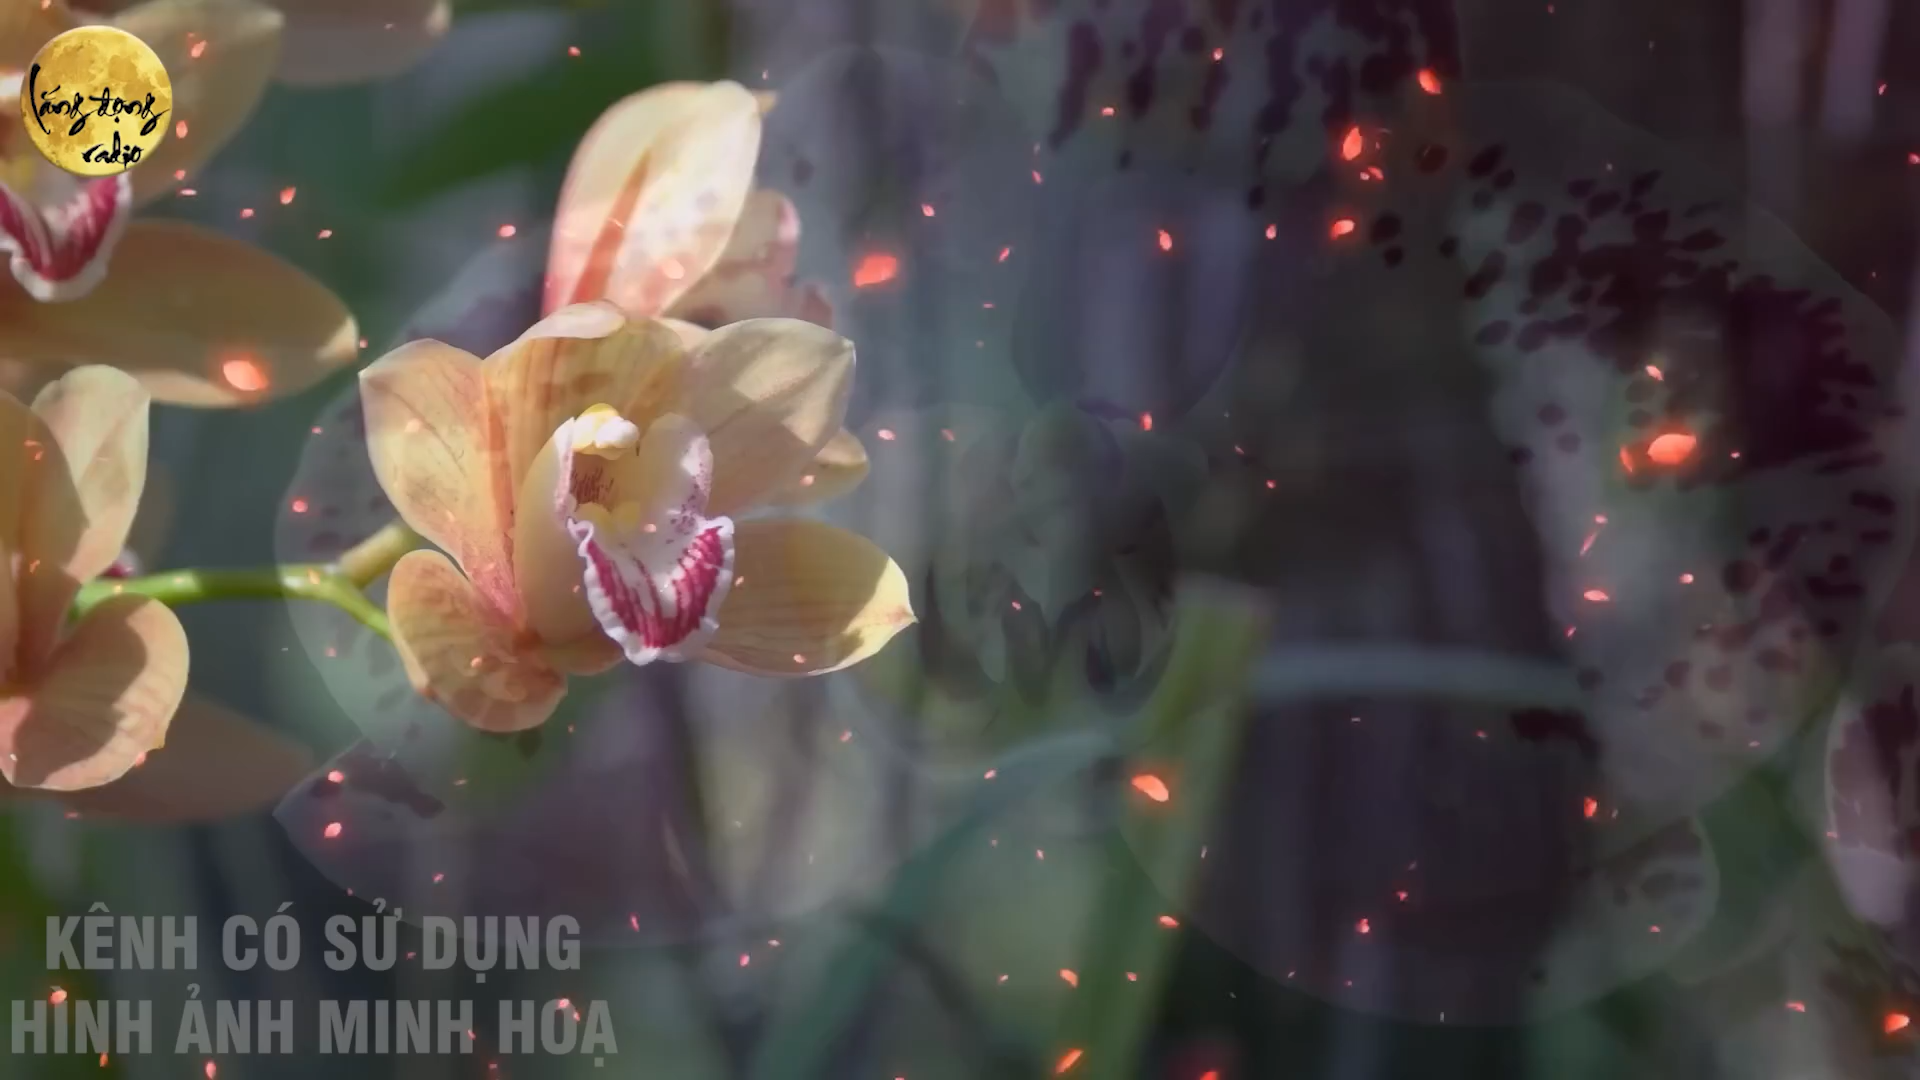 lắng đọng
radio
KÊNH CÓ SỬ DỤNG
HÌNH ẢNH MINH HOẠ